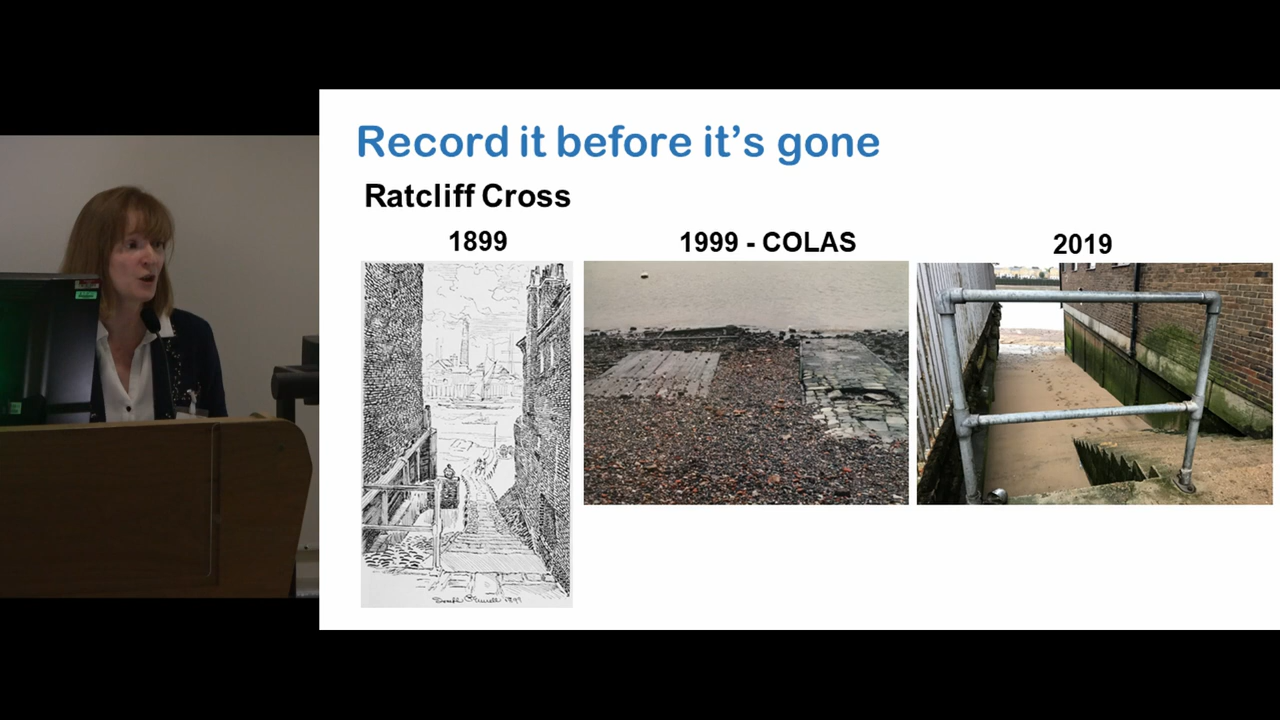 Record it before it's gone
Ratcliff Cross
1899
1999 - COLAS
2019